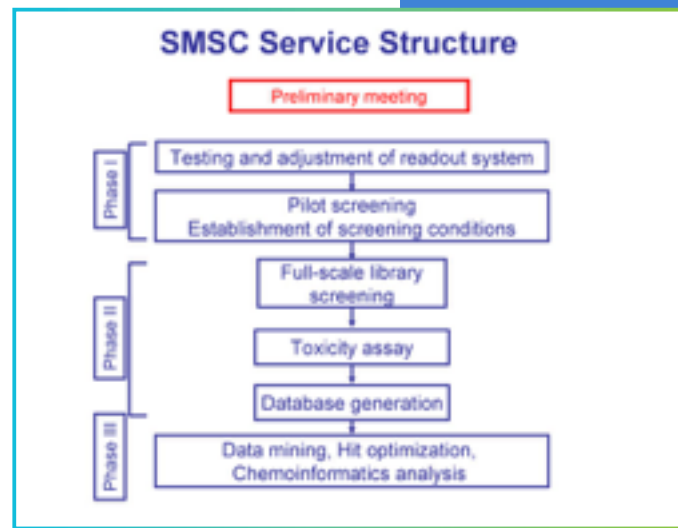 SMSC Service Structure
Preliminary meeting
Phase I
Testing and adjustment of readout system
Pilot screening
Establishment of screening conditions
Phase II
Full-scale library
screening
Toxicity assay
Database generation
Phase III
Data mining, Hit optimization,
Chemoinformatics analysis